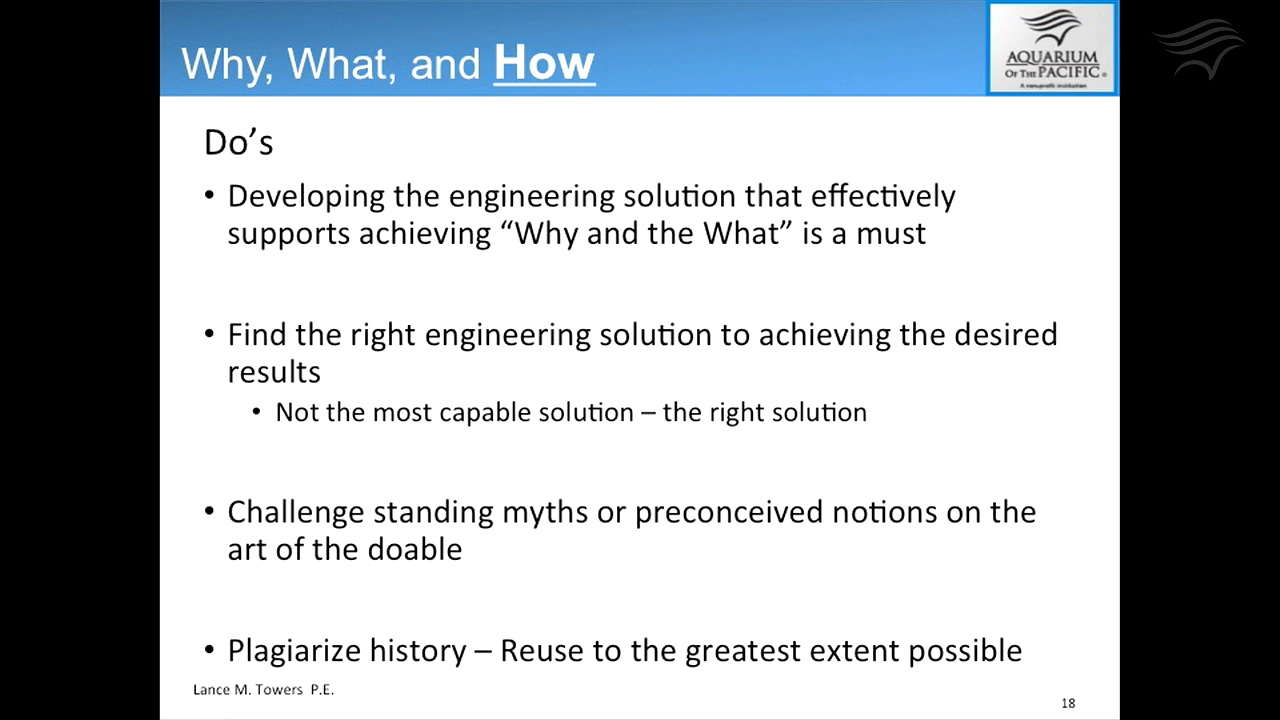 Why, What, and How
AQUARIUM
OF THE PACIFIC®
A nonprofit institution
Do’s
• Developing the engineering solution that effectively
supports achieving “Why and the What” is a must
• Find the right engineering solution to achieving the desired
results
• Not the most capable solution – the right solution
• Challenge standing myths or preconceived notions on the
art of the doable
• Plagiarize history – Reuse to the greatest extent possible
Lance M. Towers P.E.
18